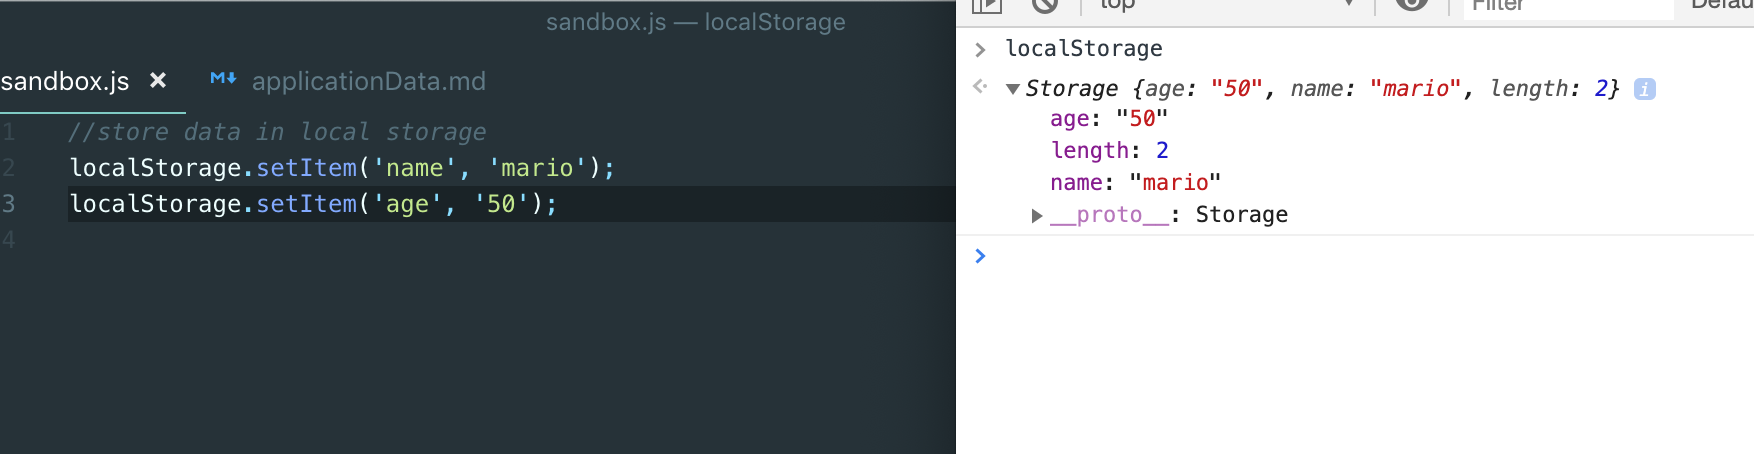 sandbox.js — localStorage
sandbox.js × applicationData.md
1 //store data in local storage
2 localStorage.setItem('name', 'mario');
3 localStorage.setItem('age', '50');
4
top Filter Defau
> localStorage
Storage {age: "50", name: "mario", length: 2} i
age: "50"
length: 2
name: "mario"
__proto__: Storage
>